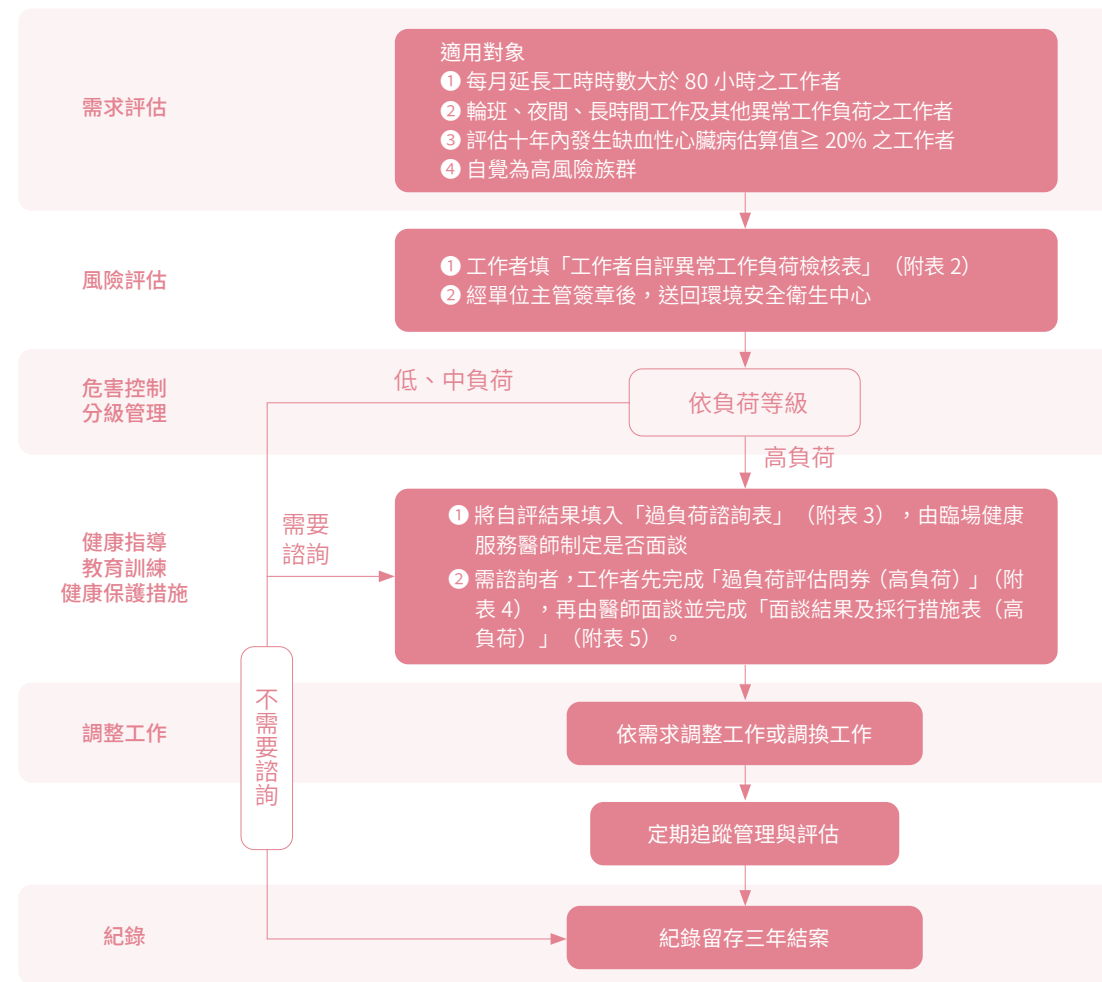 需求評估
適用對象
❶ 每月延長工時時數大於 80 小時之工作者
❷ 輪班、夜間、長時間工作及其他異常工作負荷之工作者
❸ 評估十年內發生缺血性心臟病估算值≧ 20% 之工作者
❹ 自覺為高風險族群
風險評估
❶ 工作者填「工作者自評異常工作負荷檢核表」（附表 2）
❷ 經單位主管簽章後，送回環境安全衛生中心
危害控制
分級管理
低、中負荷
依負荷等級
高負荷
健康指導
教育訓練
健康保護措施
需要
諮詢
❶ 將自評結果填入「過負荷諮詢表」（附表 3），由臨場健康
服務醫師制定是否面談
❷ 需諮詢者，工作者先完成「過負荷評估問券（高負荷）」（附
表 4），再由醫師面談並完成「面談結果及採行措施表（高
負荷）」（附表 5）。
不需要諮詢
調整工作
依需求調整工作或調換工作
定期追蹤管理與評估
紀錄
紀錄留存三年結案